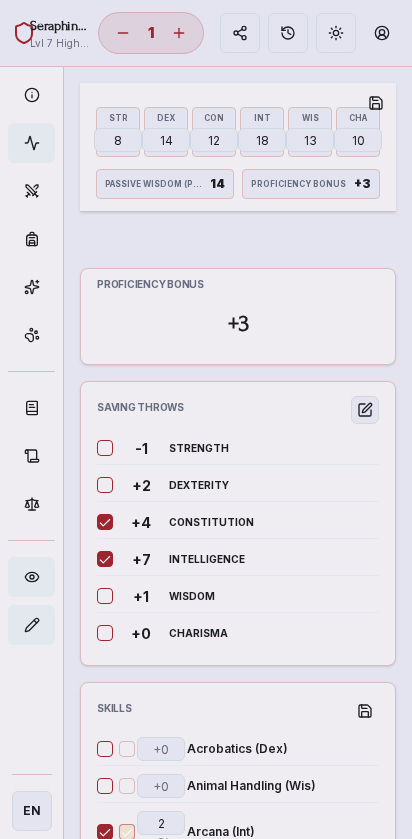 Seraphin...
Lvl 7 High...
1
STR
DEX
CON
INT
WIS
CHA
8
14
12
18
13
10
PASSIVE WISDOM (P... 14
PROFICIENCY BONUS +3
PROFICIENCY BONUS
+3
SAVING THROWS
-1 STRENGTH
+2 DEXTERITY
+4 CONSTITUTION
+7 INTELLIGENCE
+1 WISDOM
+0 CHARISMA
SKILLS
+0 Acrobatics (Dex)
+0 Animal Handling (Wis)
2
Arcana (Int)
EN